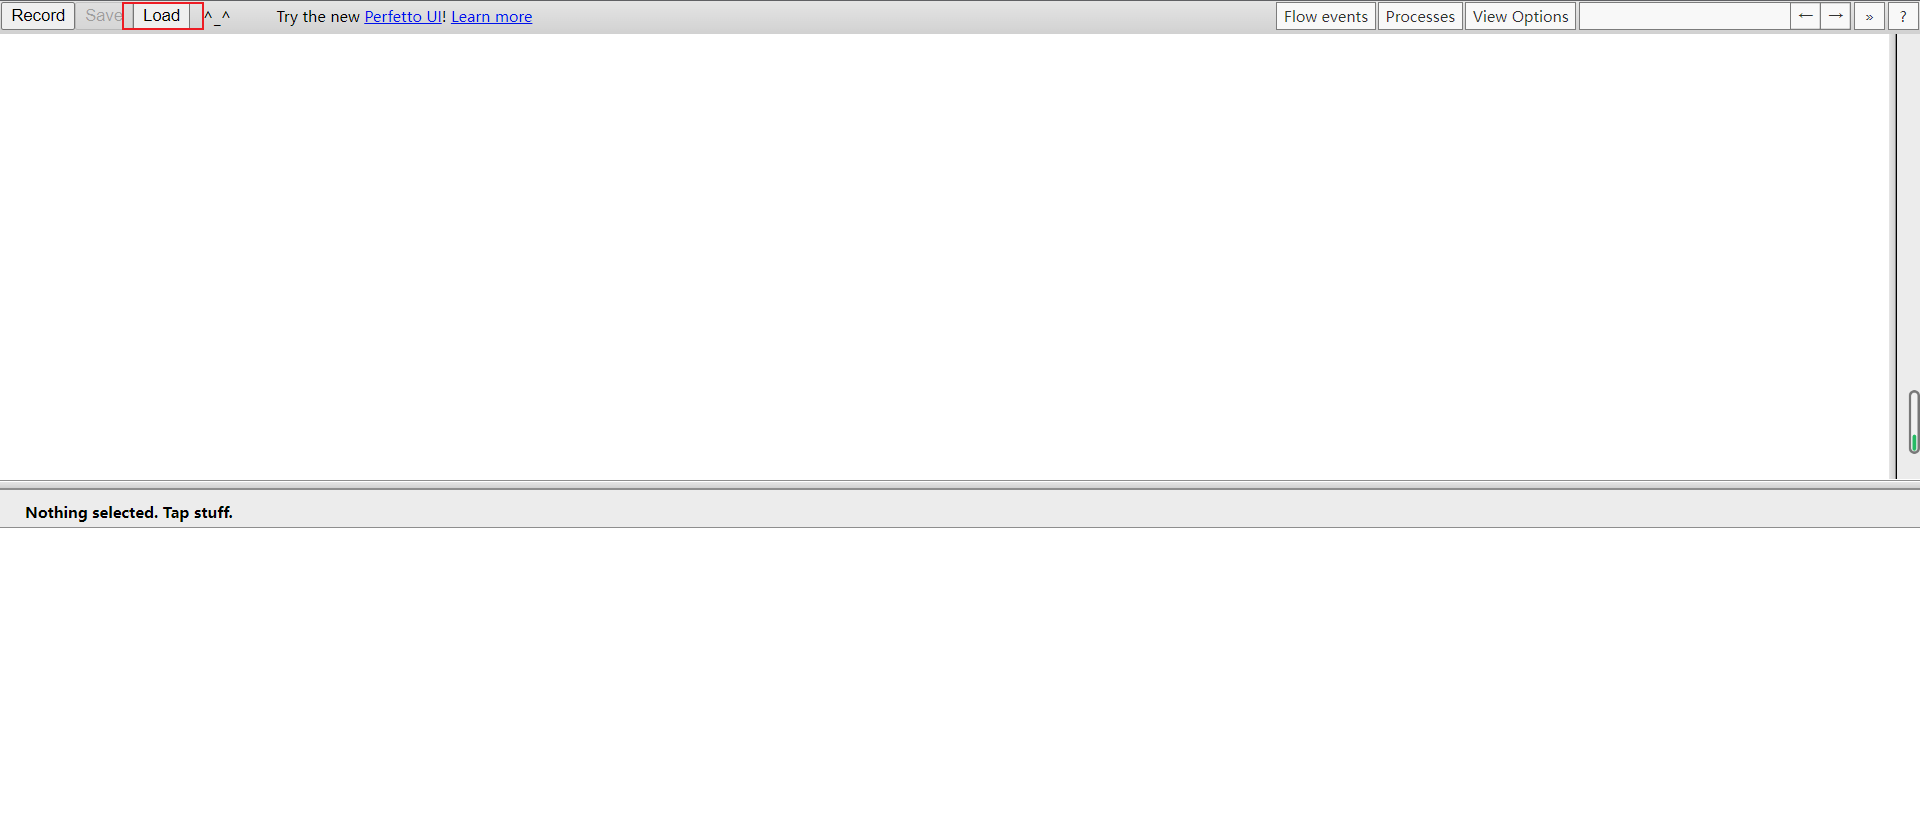 Record Save Load ^_^ Try the new Perfetto UI! Learn more Flow events Processes View Options ← → » ?
Nothing selected. Tap stuff.